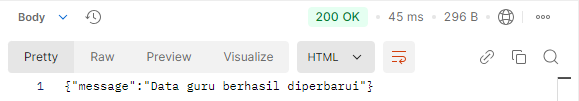 Body 200 OK 45 ms 296 B
Pretty Raw Preview Visualize HTML
1 {"message":"Data guru berhasil diperbarui"}